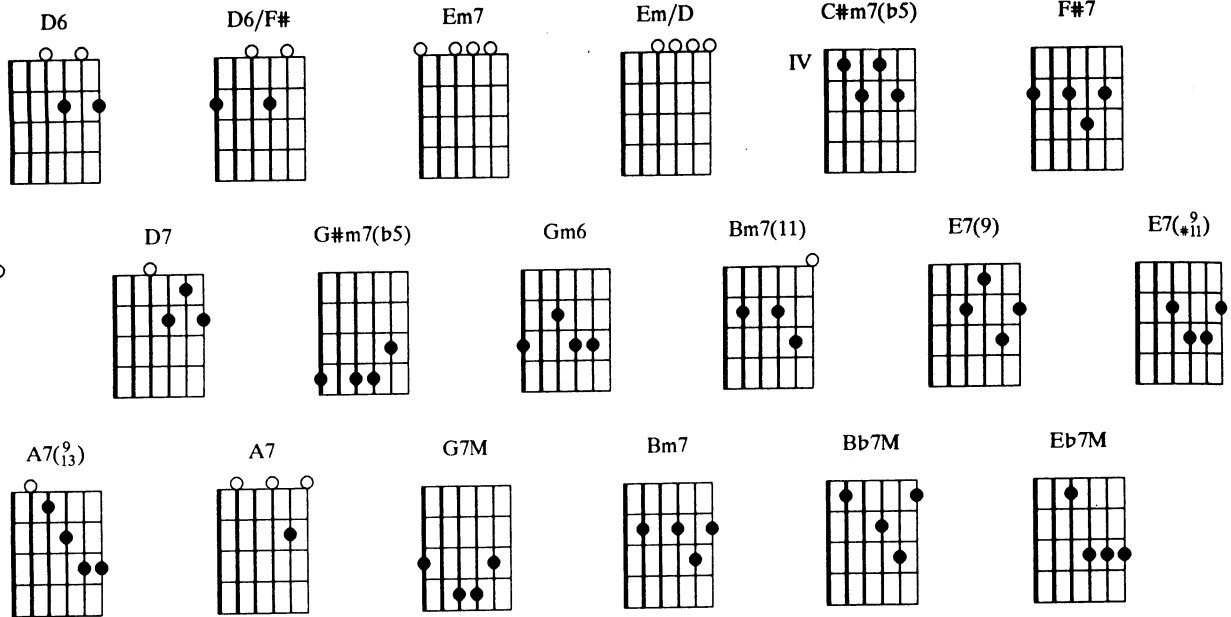 D6 D6/F# Em7 Em/D C#m7(b5) F#7
IV
D7 G#m7(b5) Gm6 Bm7(11) E7(9) E7(9 #11)
A7(9 13) A7 G7M Bm7 Bb7M Eb7M